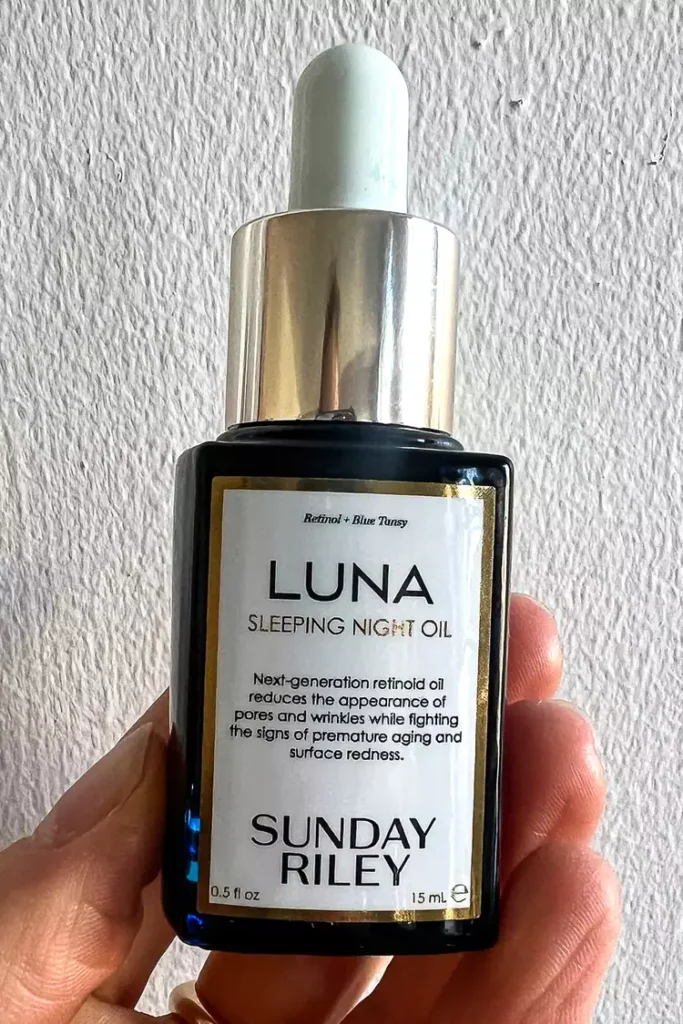 Retinol + Blue Tansy
LUNA
SLEEPING NIGHT OIL
Next-generation retinoid oil
reduces the appearance of
pores and wrinkles while fighting
the signs of premature aging and
surface redness.
SUNDAY
RILEY
0.5 fl oz 15 mL ℮